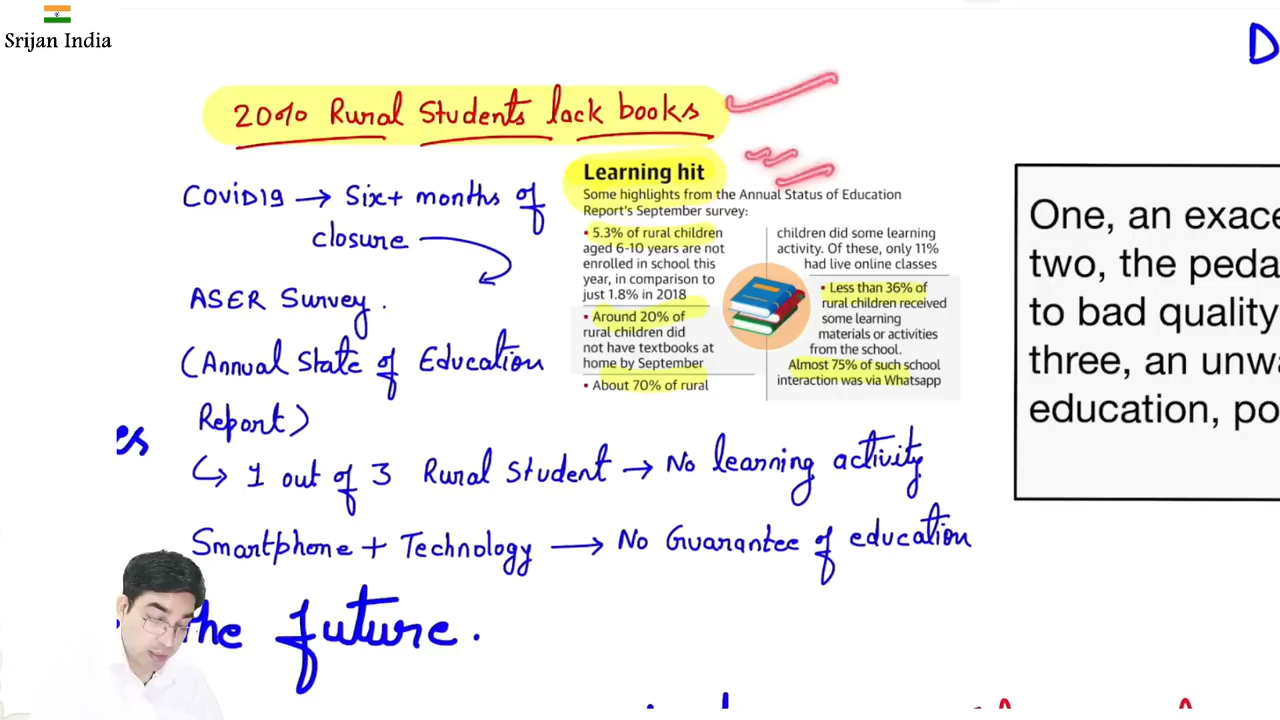 Srijan India
D
20% Rural Students lack books
Learning hit
Some highlights from the Annual Status of Education
Report's September survey:
• 5.3% of rural children
aged 6-10 years are not
enrolled in school this
year, in comparison to
just 1.8% in 2018
• Around 20% of
rural children did
not have textbooks at
home by September
• About 70% of rural
children did some learning
activity. Of these, only 11%
had live online classes
• Less than 36% of
rural children received
some learning
materials or activities
from the school.
Almost 75% of such school
interaction was via Whatsapp
Covid19 → Six+ months of
closure
ASER Survey.
(Annual State of Education
Report)
↳ 1 out of 3 Rural Student → No learning activity
Smartphone + Technology → No Guarantee of education
es
the future.
One, an exace
two, the peda
to bad quality
three, an unwa
education, po